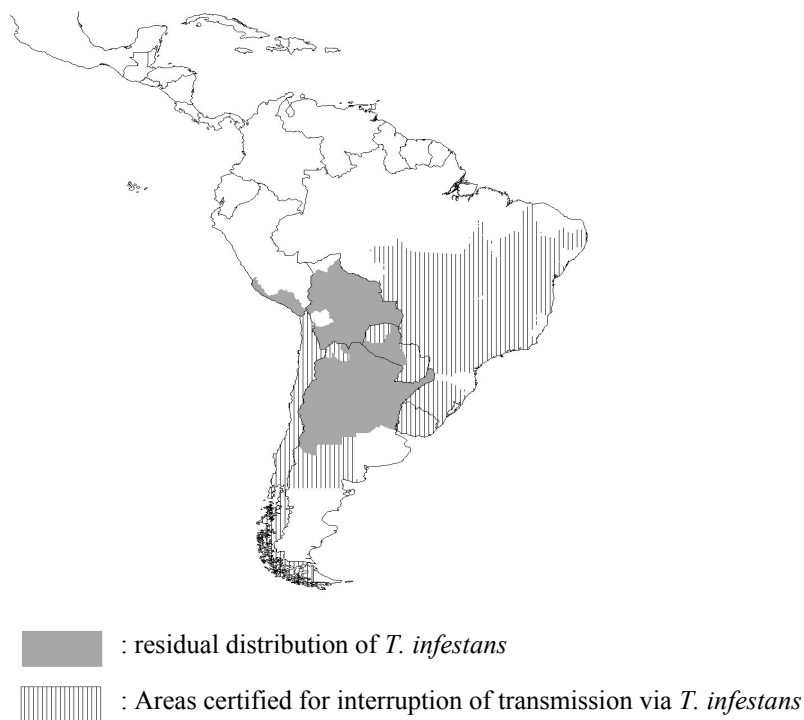 : residual distribution of T. infestans
: Areas certified for interruption of transmission via T. infestans